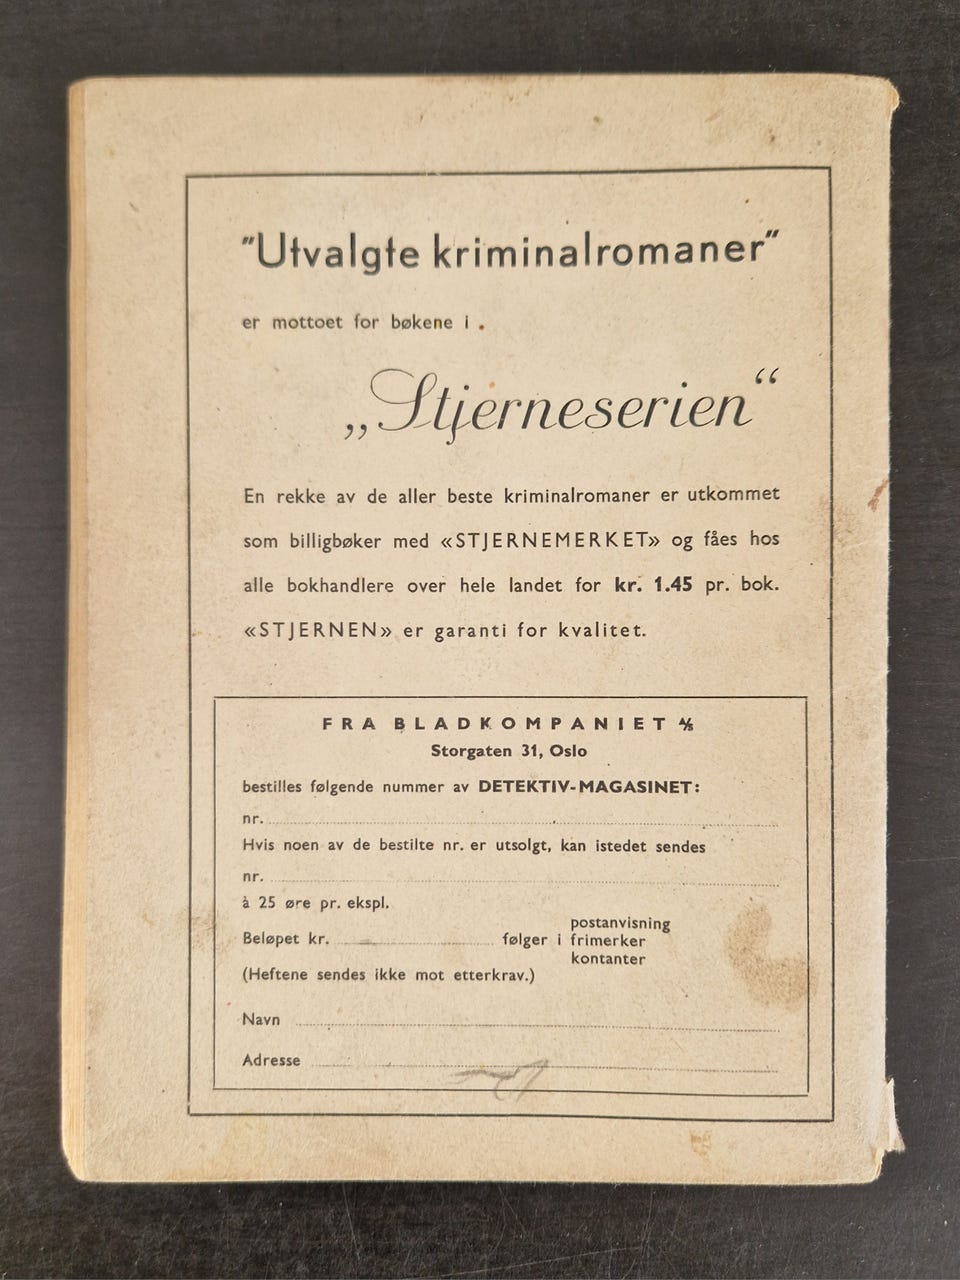 "Utvalgte kriminalromaner"
er mottoet for bøkene i
„Stjerneserien“
En rekke av de aller beste kriminalromaner er utkommet
som billigbøker med «STJERNEMERKET» og fåes hos
alle bokhandlere over hele landet for kr. 1.45 pr. bok.
«STJERNEN» er garanti for kvalitet.
FRA BLADKOMPANIET A/S
Storgaten 31, Oslo
bestilles følgende nummer av DETEKTIV-MAGASINET:
nr.
Hvis noen av de bestilte nr. er utsolgt, kan istedet sendes
nr.
à 25 øre pr. ekspl.
postanvisning
Beløpet kr. følger i frimerker
kontanter
(Heftene sendes ikke mot etterkrav.)
Navn
Adresse